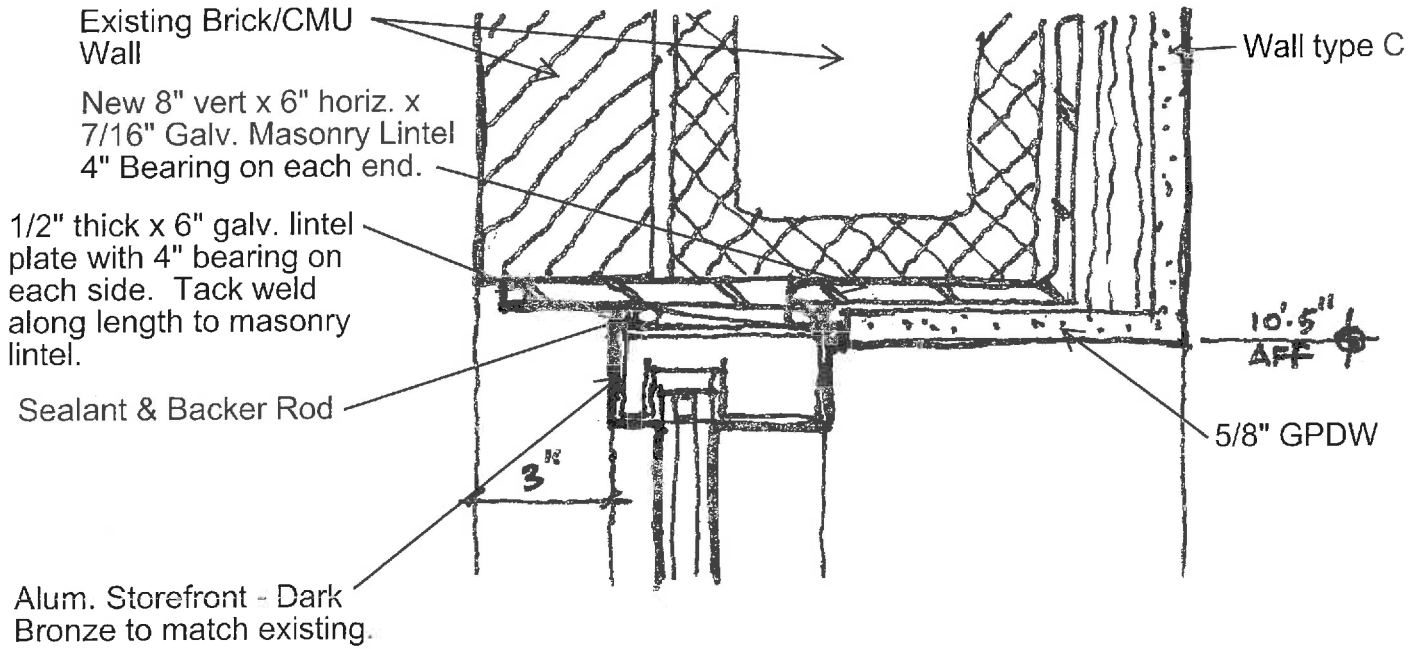 Existing Brick/CMU
Wall
New 8" vert x 6" horiz. x
7/16" Galv. Masonry Lintel
4" Bearing on each end.
1/2" thick x 6" galv. lintel
plate with 4" bearing on
each side. Tack weld
along length to masonry
lintel.
Sealant & Backer Rod
3"
Alum. Storefront - Dark
Bronze to match existing.
Wall type C
10'-5"
AFF
5/8" GPDW